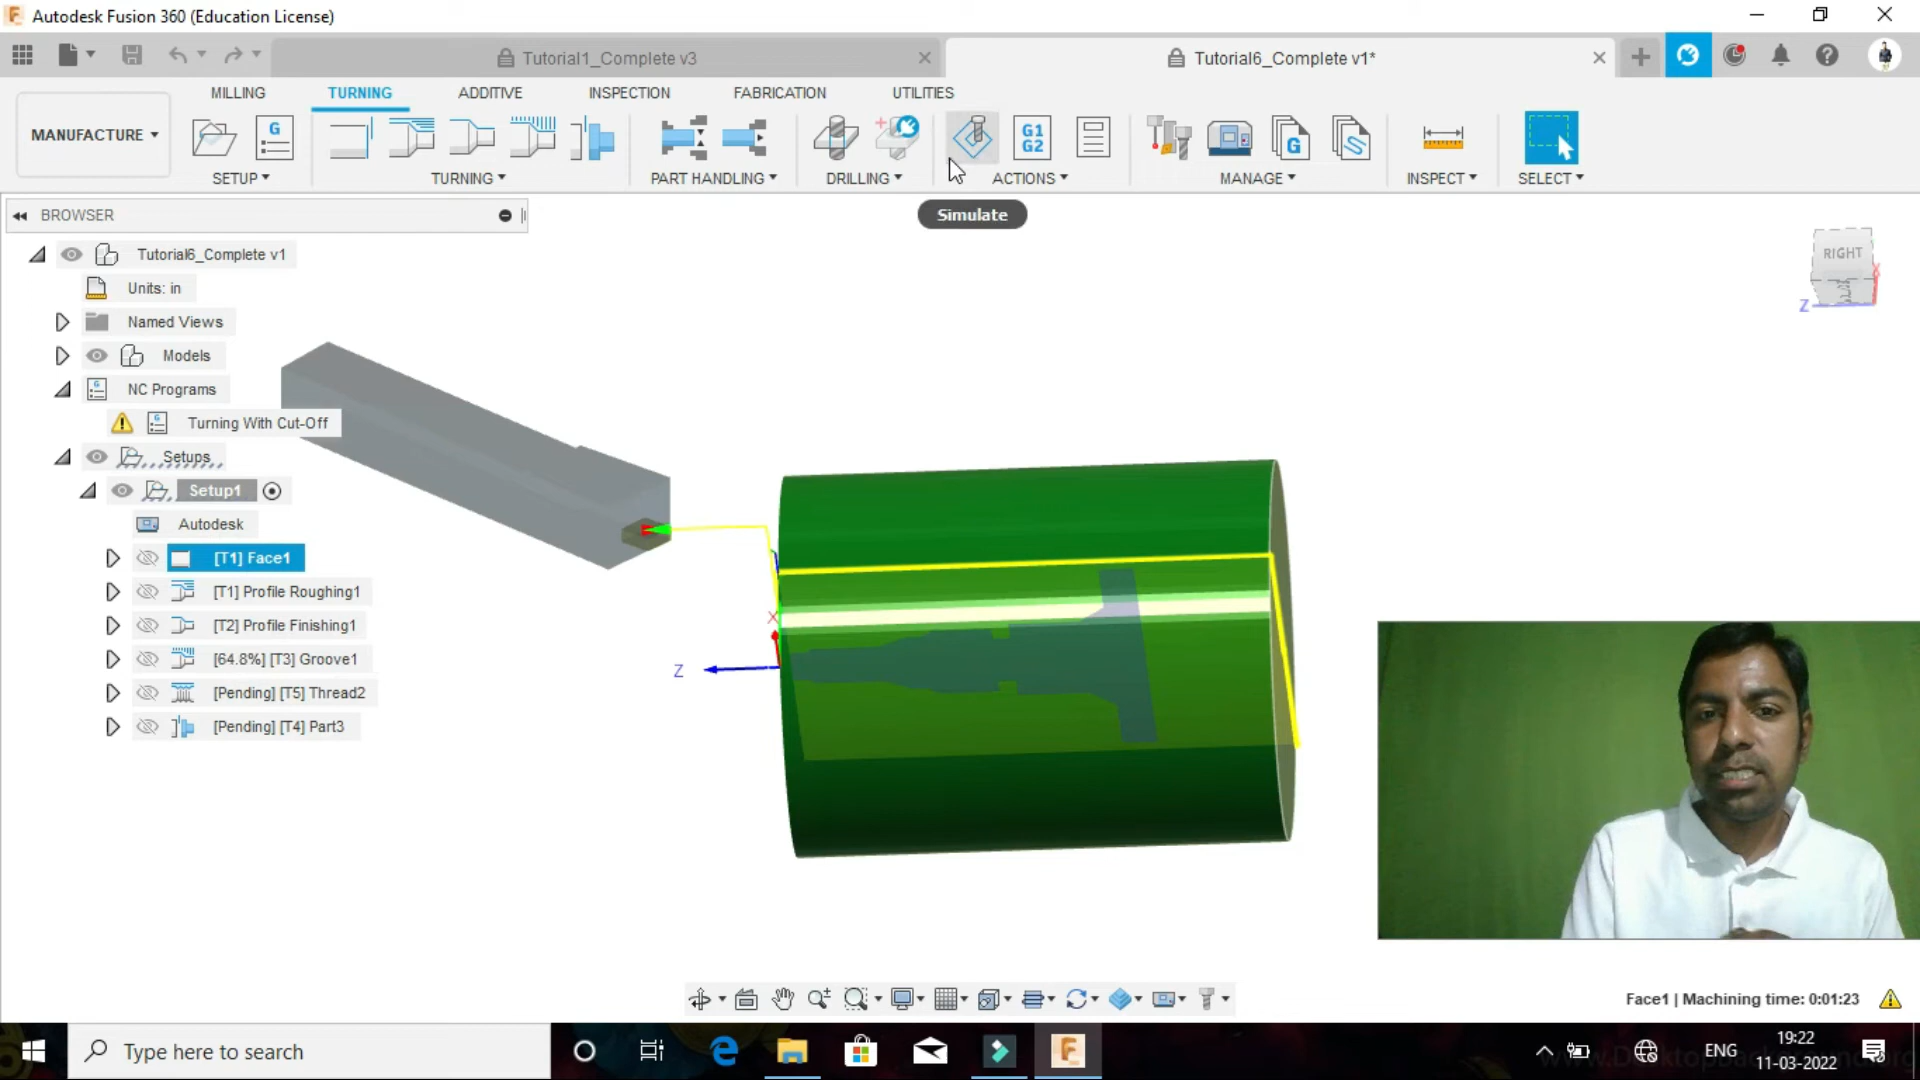 Autodesk Fusion 360 (Education License)
Tutorial1_Complete v3
Tutorial6_Complete v1*
MILLING
TURNING
ADDITIVE
INSPECTION
FABRICATION
UTILITIES
MANUFACTURE
G
G1
G2
G
SETUP
TURNING
PART HANDLING
DRILLING
ACTIONS
MANAGE
INSPECT
SELECT
BROWSER
Simulate
Tutorial6_Complete v1
Units: in
Named Views
Models
NC Programs
Turning With Cut-Off
Setups
Setup1
Autodesk
[T1] Face1
[T1] Profile Roughing1
[T2] Profile Finishing1
[64.8%] [T3] Groove1
[Pending] [T5] Thread2
[Pending] [T4] Part3
RIGHT
X
Z
X
Z
Face1 | Machining time: 0:01:23
Type here to search
ENG
19:22
11-03-2022